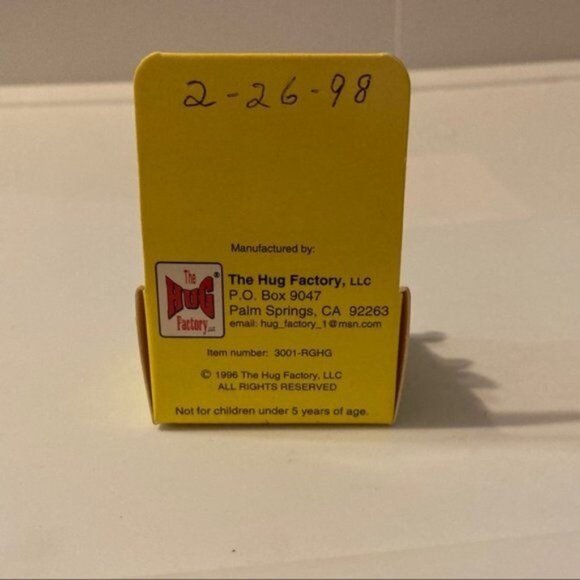 2-26-98
Manufactured by:
The
HUG
Factory, LLC
®
The Hug Factory, LLC
P.O. Box 9047
Palm Springs, CA 92263
email: hug_factory_1@msn.com
Item number: 3001-RGHG
© 1996 The Hug Factory, LLC
ALL RIGHTS RESERVED
Not for children under 5 years of age.